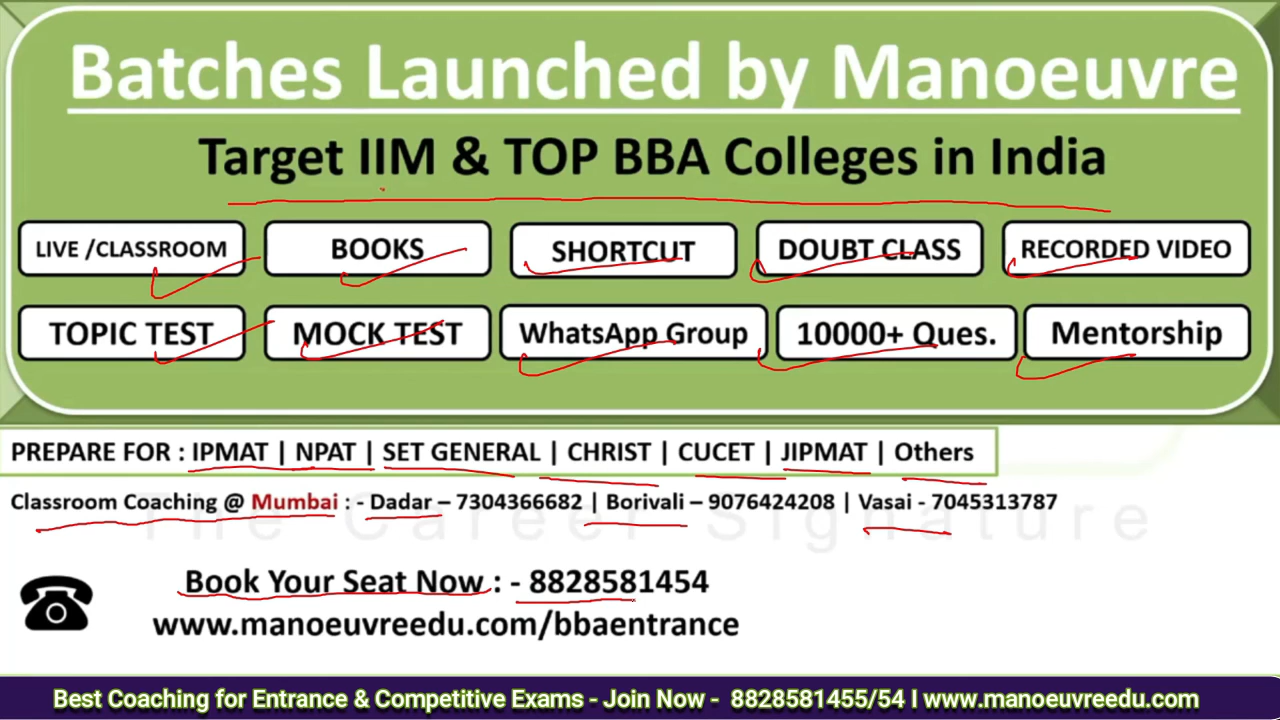 Batches Launched by Manoeuvre
Target IIM & TOP BBA Colleges in India
LIVE /CLASSROOM BOOKS SHORTCUT DOUBT CLASS RECORDED VIDEO
TOPIC TEST MOCK TEST WhatsApp Group 10000+ Ques. Mentorship
PREPARE FOR : IPMAT | NPAT | SET GENERAL | CHRIST | CUCET | JIPMAT | Others
Classroom Coaching @ Mumbai : - Dadar – 7304366682 | Borivali – 9076424208 | Vasai - 7045313787
The Career Signature
Book Your Seat Now : - 8828581454
www.manoeuvreedu.com/bbaentrance
Best Coaching for Entrance & Competitive Exams - Join Now - 8828581455/54 I www.manoeuvreedu.com